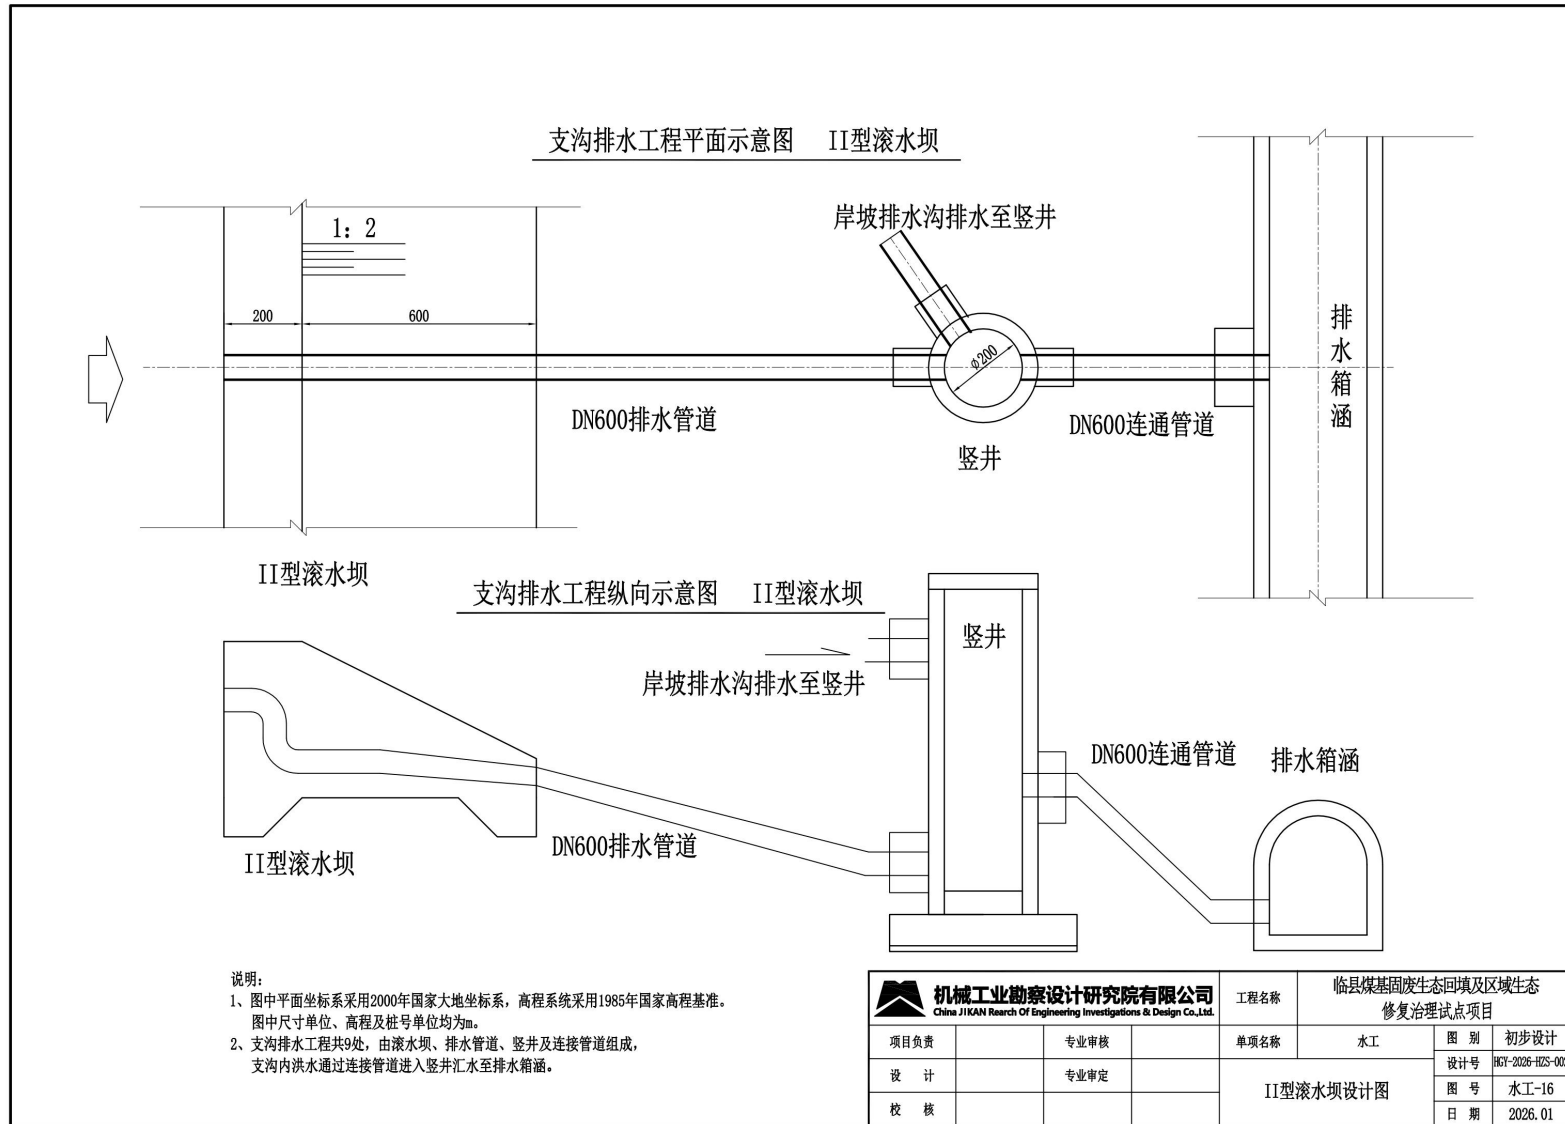 支沟排水工程平面示意图 II型滚水坝
岸坡排水沟排水至竖井
1: 2
200
600
排水箱涵
φ200
DN600排水管道
DN600连通管道
竖井
II型滚水坝
支沟排水工程纵向示意图 II型滚水坝
竖井
岸坡排水沟排水至竖井
DN600连通管道
排水箱涵
DN600排水管道
II型滚水坝
说明:
1、图中平面坐标系采用2000年国家大地坐标系，高程系统采用1985年国家高程基准。
图中尺寸单位、高程及桩号单位均为m。
2、支沟排水工程共9处，由滚水坝、排水管道、竖井及连接管道组成，
支沟内洪水通过连接管道进入竖井汇水至排水箱涵。
机械工业勘察设计研究院有限公司
China JIKAN Rearch Of Engineering Investigations & Design Co.,Ltd.
工程名称
临县煤基固废生态回填及区域生态
修复治理试点项目
项目负责
专业审核
单项名称
水工
图 别
初步设计
设 计
专业审定
II型滚水坝设计图
设计号
HGY-2026-HZS-002
图 号
水工-16
校 核
日 期
2026.01